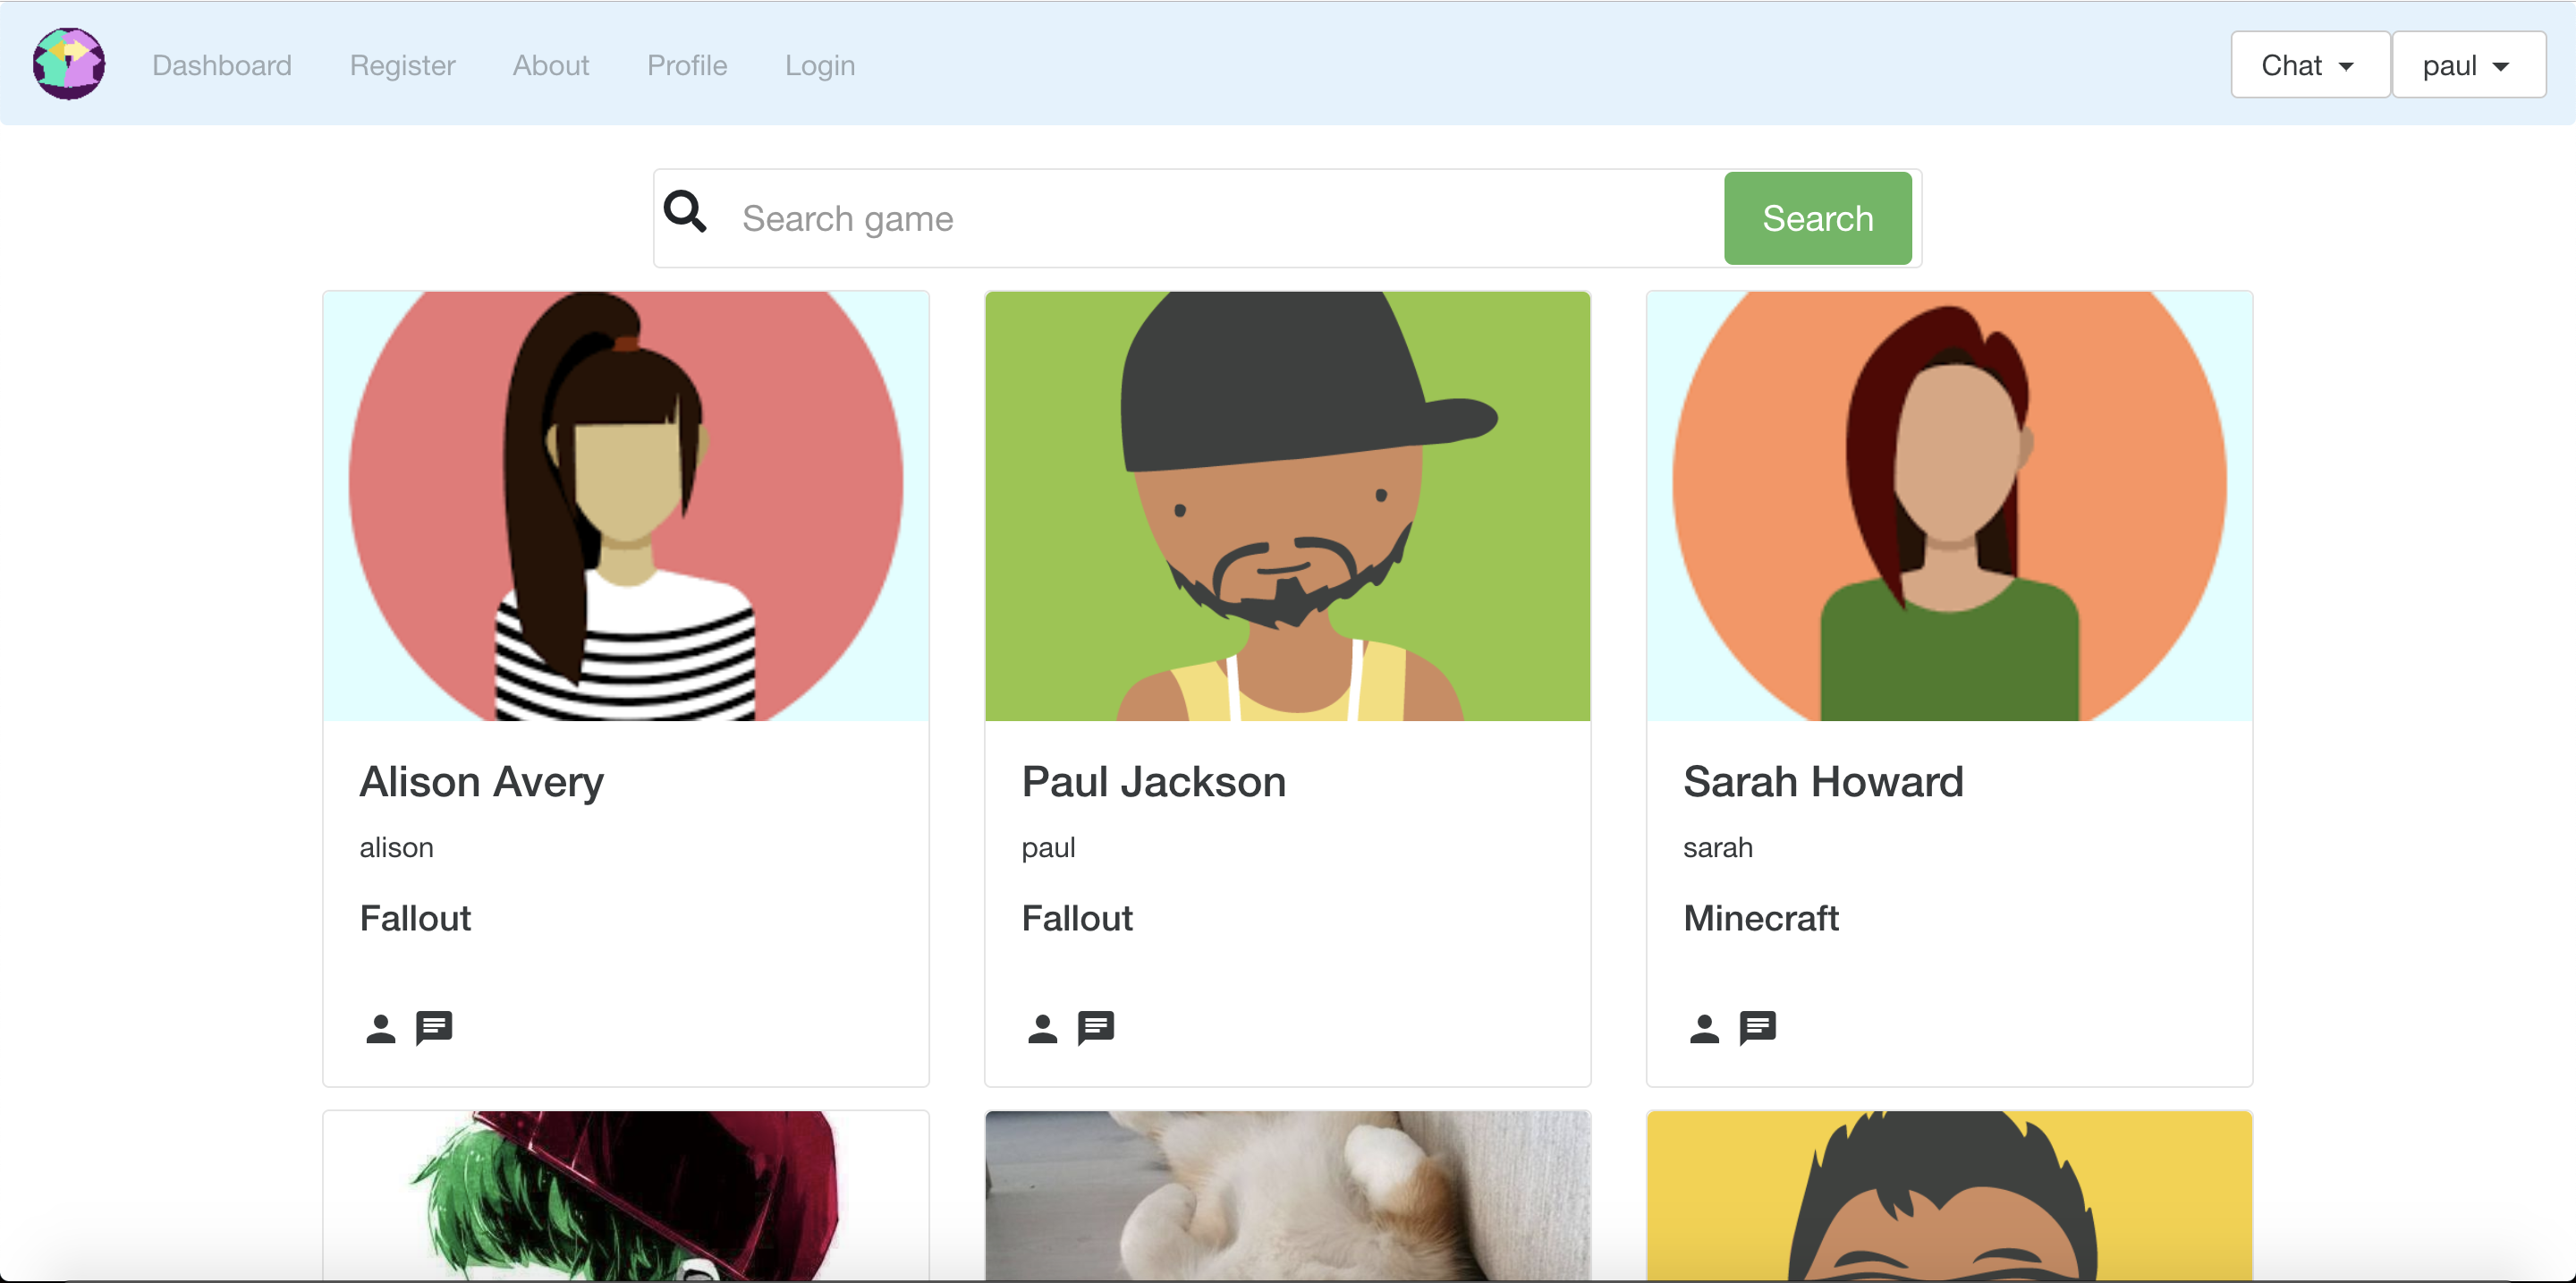 Dashboard Register About Profile Login Chat paul
Search game Search
Alison Avery
alison
Fallout
Paul Jackson
paul
Fallout
Sarah Howard
sarah
Minecraft